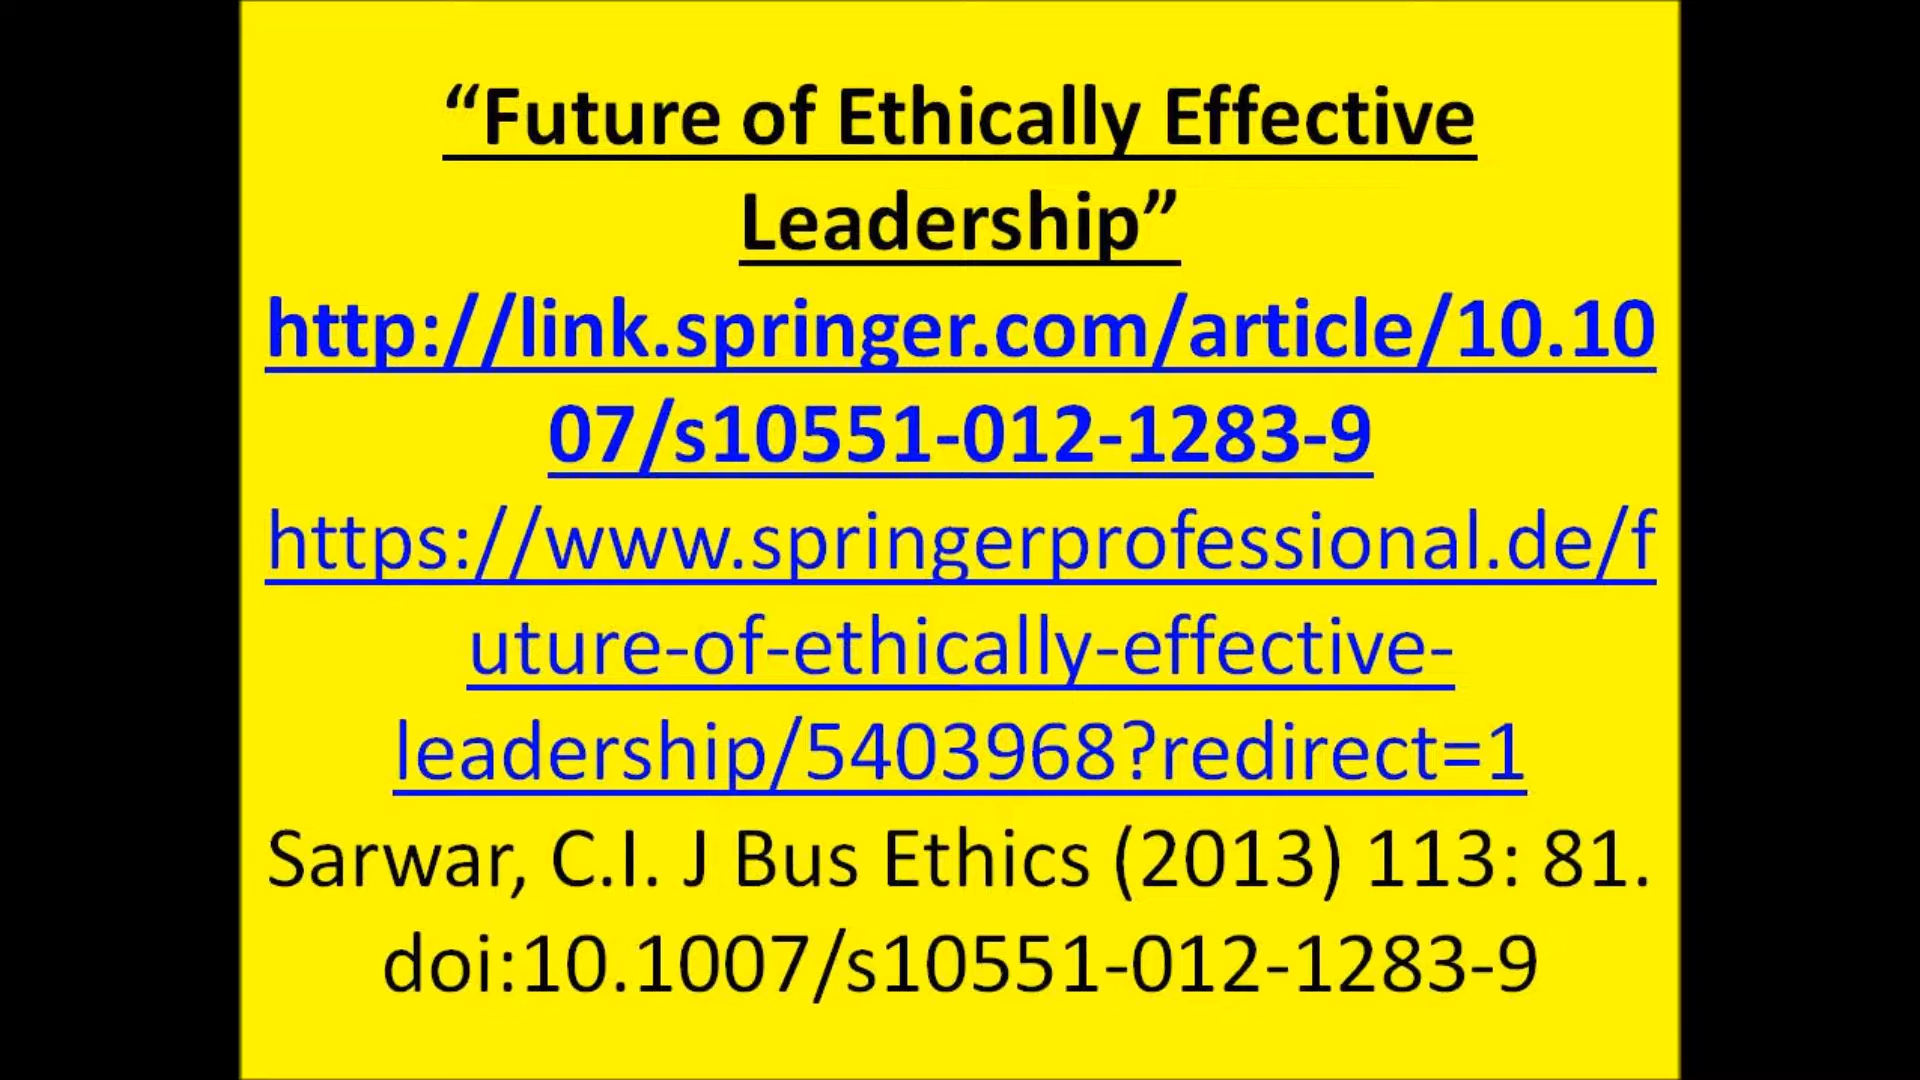 “Future of Ethically Effective
Leadership”
http://link.springer.com/article/10.10
07/s10551-012-1283-9
https://www.springerprofessional.de/f
uture-of-ethically-effective-
leadership/5403968?redirect=1
Sarwar, C.I. J Bus Ethics (2013) 113: 81.
doi:10.1007/s10551-012-1283-9